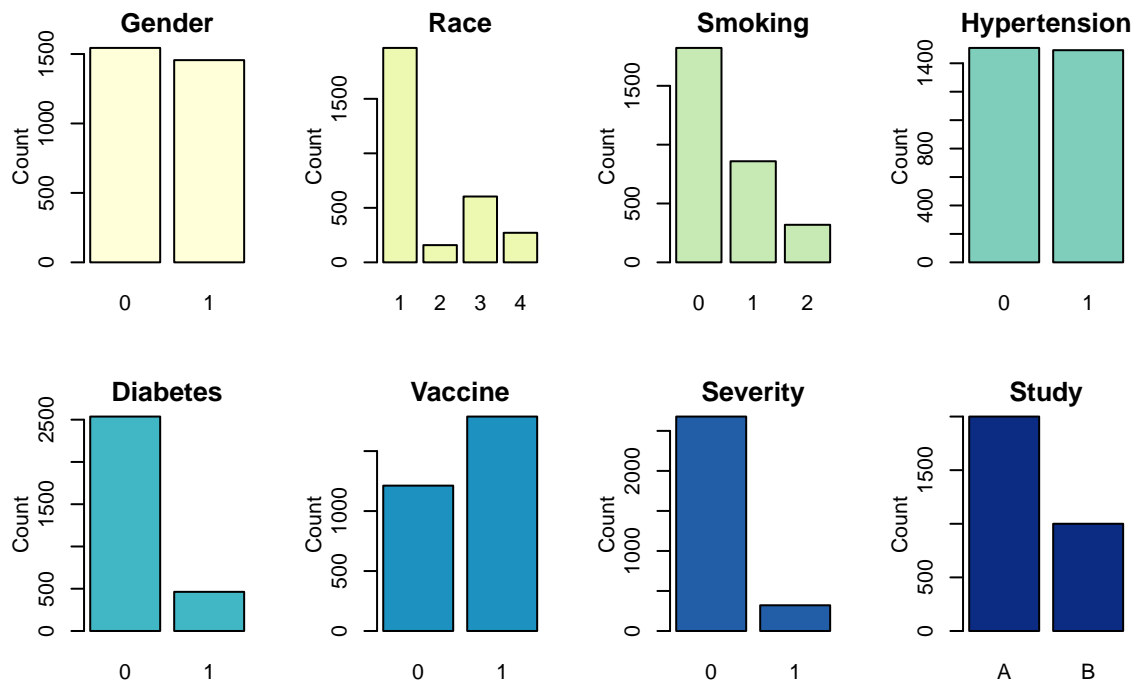 Gender
Count
0 500 1000 1500
0 1
Race
Count
0 500 1500
1 2 3 4
Smoking
Count
0 500 1500
0 1 2
Hypertension
Count
0 400 800 1400
0 1
Diabetes
Count
0 500 1500 2500
0 1
Vaccine
Count
0 500 1000
0 1
Severity
Count
0 1000 2000
0 1
Study
Count
0 500 1500
A B